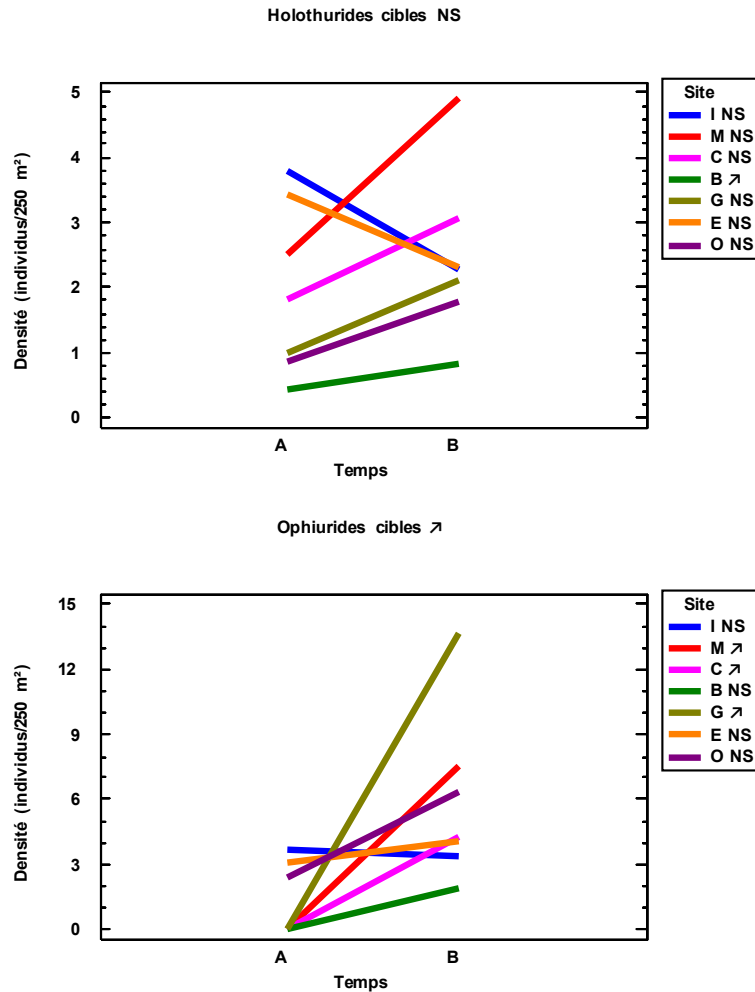 Holothurides cibles NS
Densité (individus/250 m²)
5
4
3
2
1
0
A
B
Temps
Site
I NS
M NS
C NS
B ↗
G NS
E NS
O NS
Ophiurides cibles ↗
Densité (individus/250 m²)
15
12
9
6
3
0
A
B
Temps
Site
I NS
M ↗
C ↗
B NS
G ↗
E NS
O NS